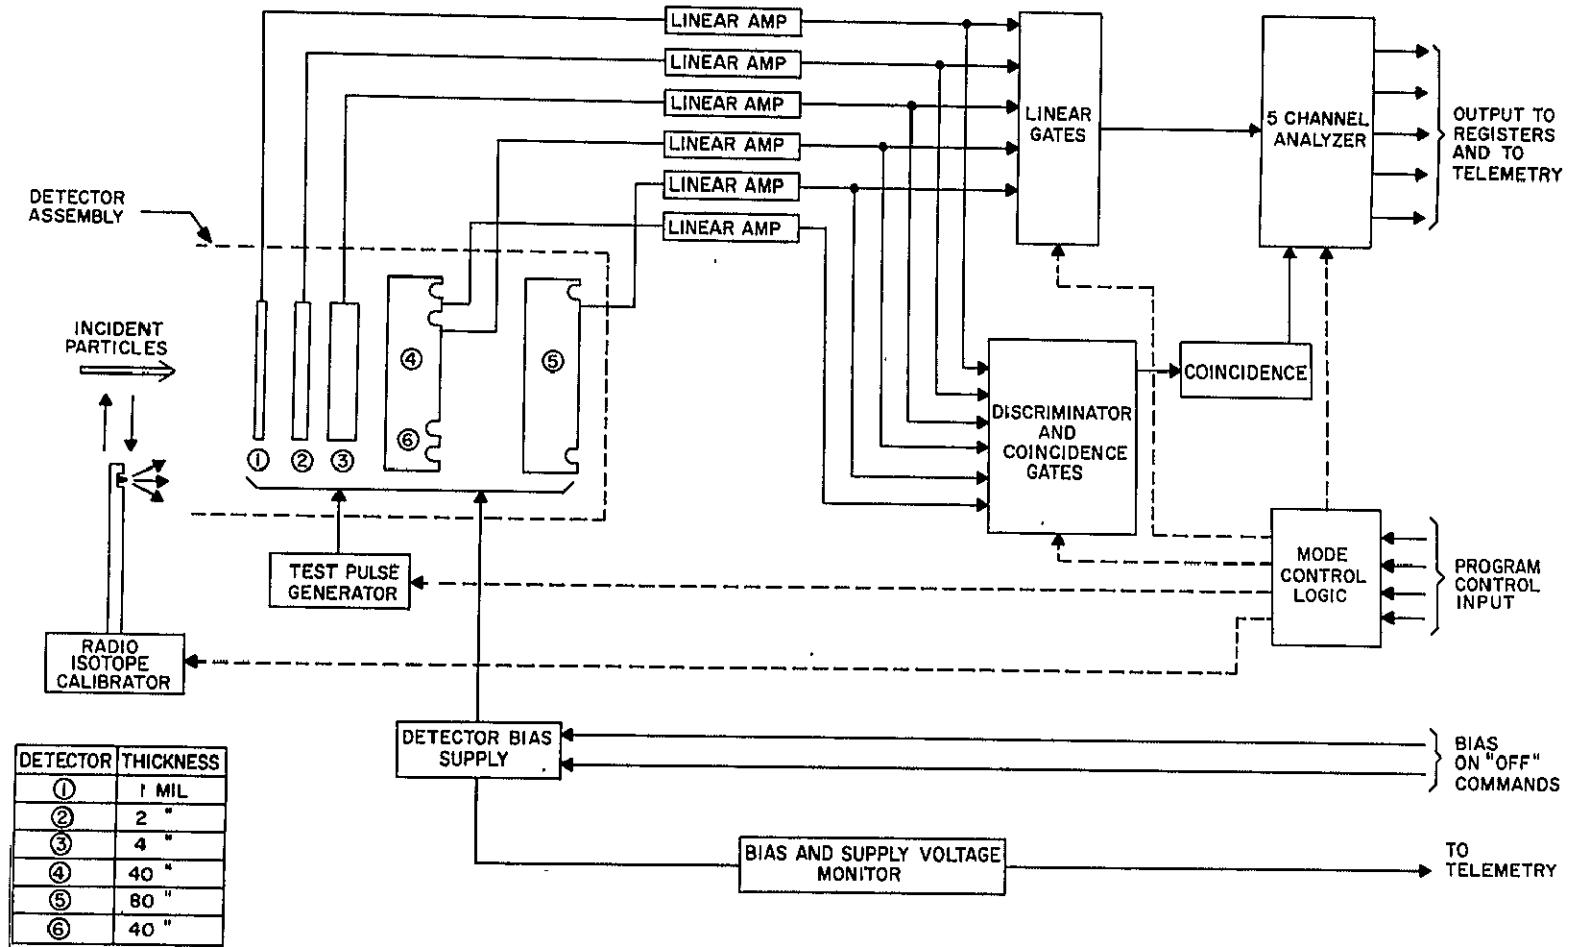 LINEAR AMP
LINEAR AMP
LINEAR AMP
LINEAR AMP
LINEAR AMP
LINEAR AMP
LINEAR
GATES
5 CHANNEL
ANALYZER
OUTPUT TO
REGISTERS
AND TO
TELEMETRY
DETECTOR
ASSEMBLY
INCIDENT
PARTICLES
①
②
③
④
⑥
⑤
DISCRIMINATOR
AND
COINCIDENCE
GATES
COINCIDENCE
TEST PULSE
GENERATOR
MODE
CONTROL
LOGIC
PROGRAM
CONTROL
INPUT
RADIO
ISOTOPE
CALIBRATOR
DETECTOR BIAS
SUPPLY
BIAS
ON "OFF"
COMMANDS
BIAS AND SUPPLY VOLTAGE
MONITOR
TO
TELEMETRY
DETECTOR THICKNESS
① 1 MIL
② 2 "
③ 4 "
④ 40 "
⑤ 80 "
⑥ 40 "